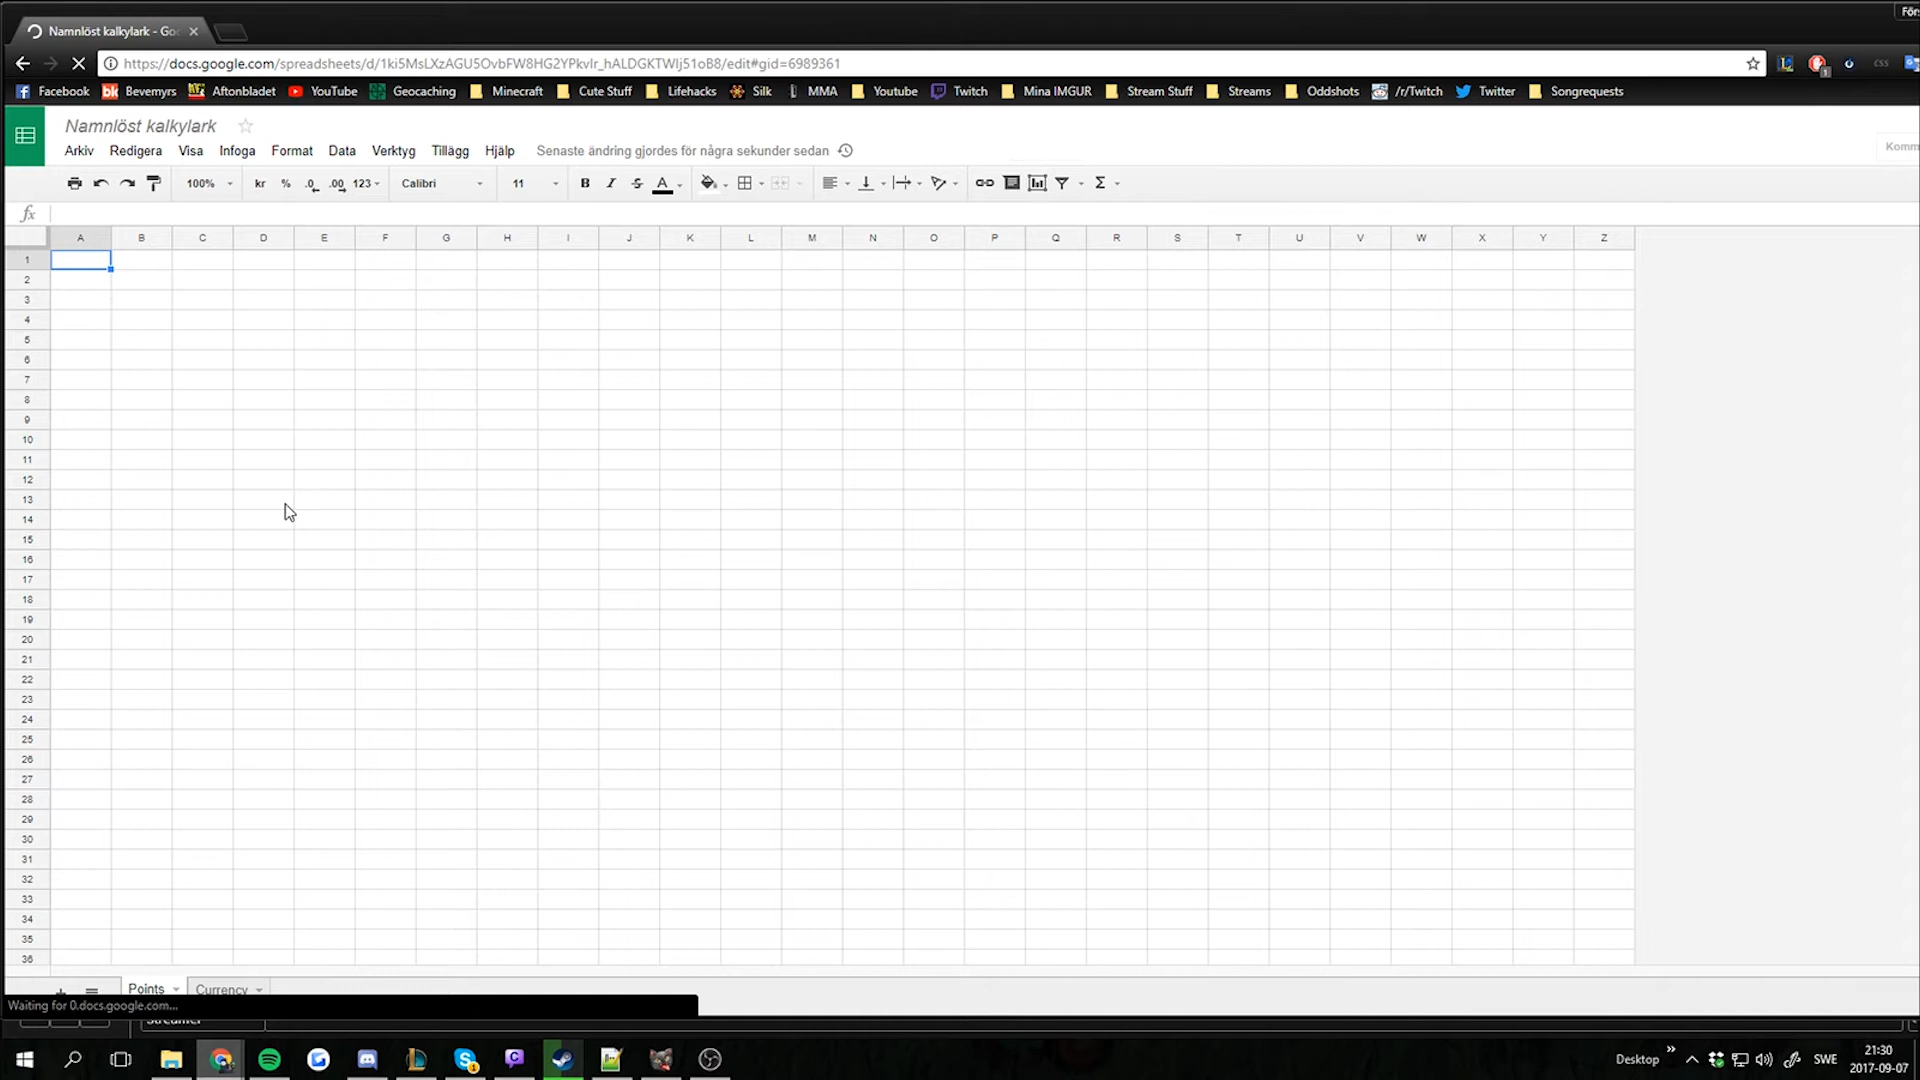 Förs
Namnlöst kalkylark - Goo
https://docs.google.com/spreadsheets/d/1ki5MsLXzAGU5OvbFW8HG2YPkvIr_hALDGKTWIj51oB8/edit#gid=6989361
Facebook Bevemyrs Aftonbladet YouTube Geocaching Minecraft Cute Stuff Lifehacks Silk MMA Youtube Twitch Mina IMGUR Stream Stuff Streams Oddshots /r/Twitch Twitter Songrequests
Namnlöst kalkylark
Komm
Arkiv Redigera Visa Infoga Format Data Verktyg Tillägg Hjälp Senaste ändring gjordes för några sekunder sedan
100% kr % .0 .00 123 Calibri 11 B I S A Σ
fx
A B C D E F G H I J K L M N O P Q R S T U V W X Y Z
1
2
3
4
5
6
7
8
9
10
11
12
13
14
15
16
17
18
19
20
21
22
23
24
25
26
27
28
29
30
31
32
33
34
35
36
Points Currency
Waiting for 0.docs.google.com...
Streamer
Desktop SWE 21:30
2017-09-07